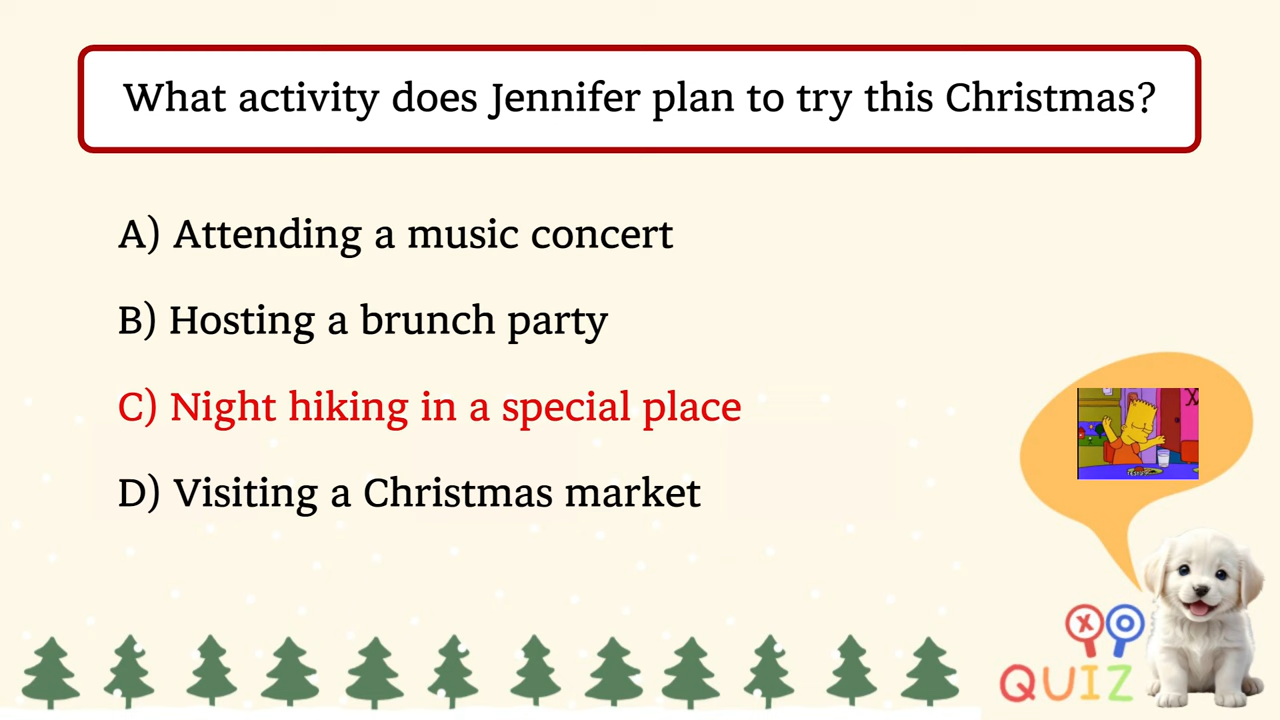 What activity does Jennifer plan to try this Christmas?
A) Attending a music concert
B) Hosting a brunch party
C) Night hiking in a special place
D) Visiting a Christmas market
X O
QUIZ